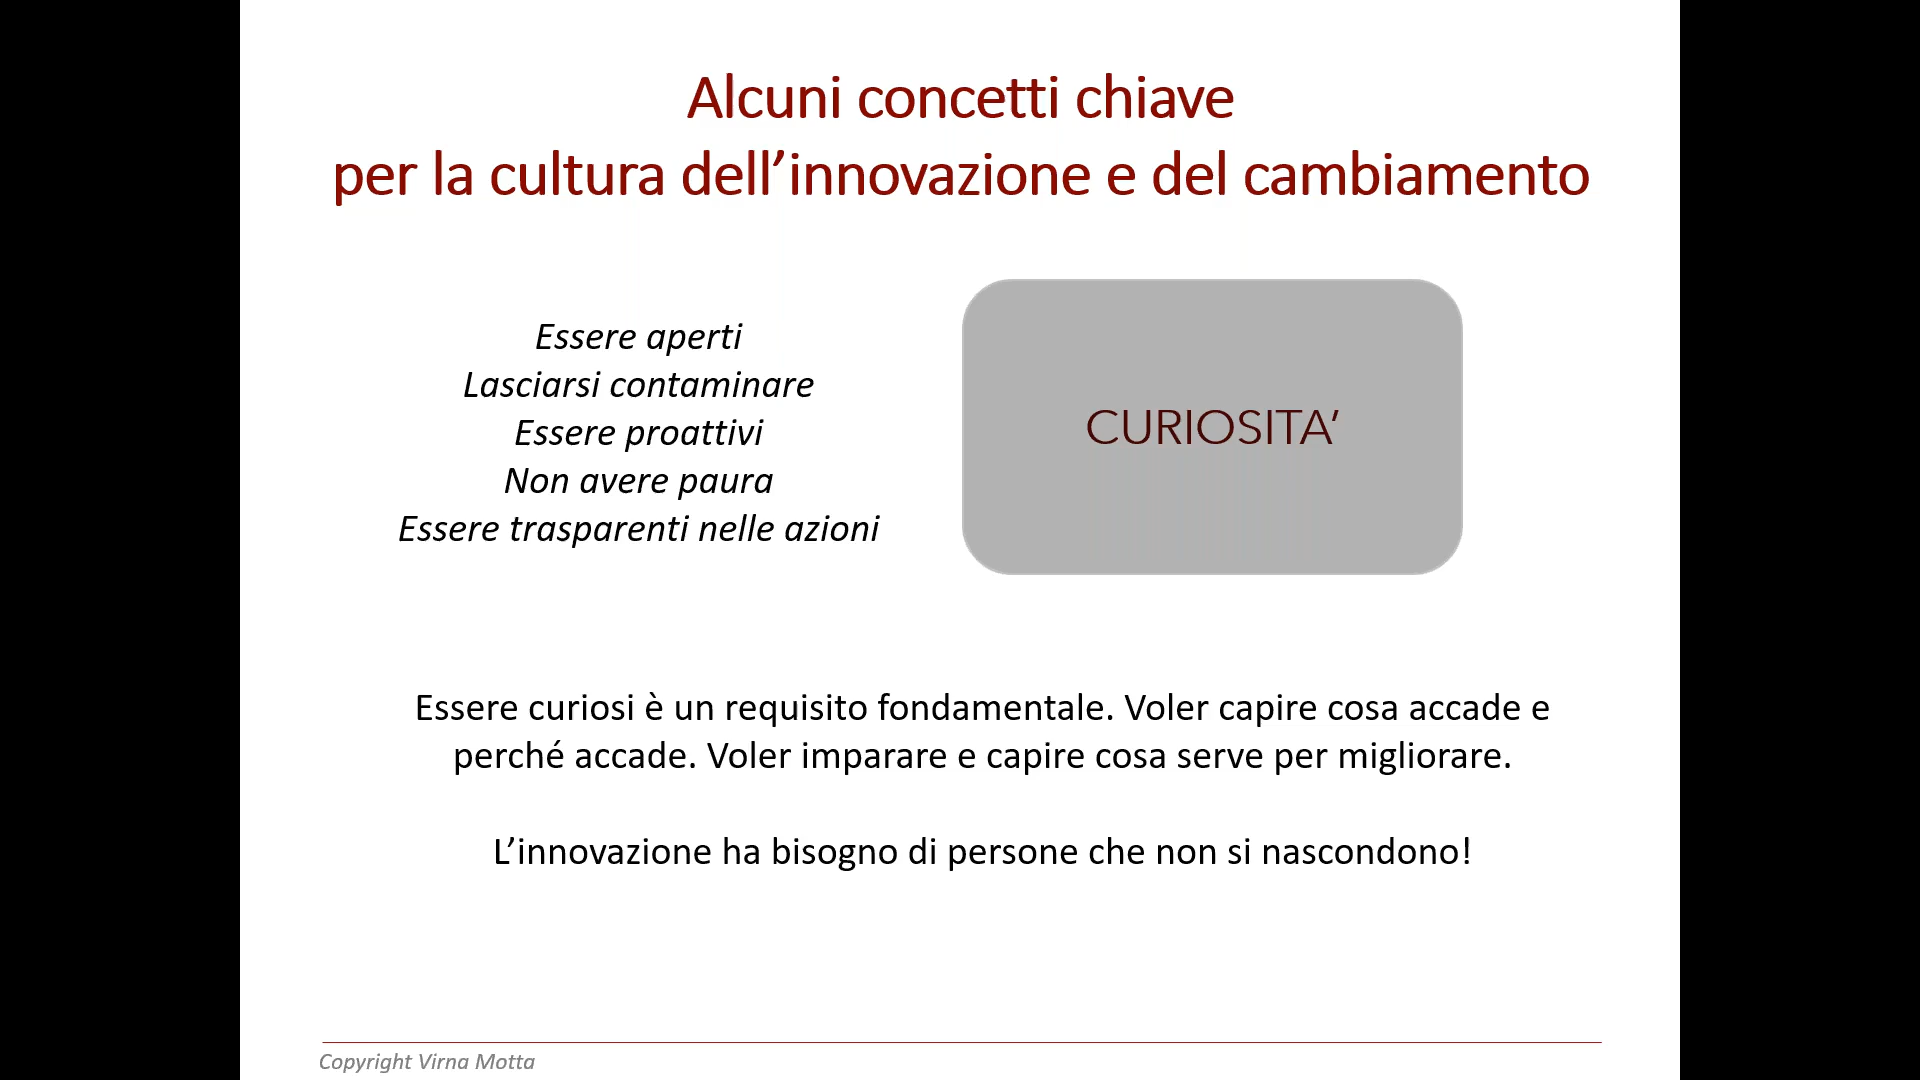 Alcuni concetti chiave
per la cultura dell’innovazione e del cambiamento
Essere aperti
Lasciarsi contaminare
Essere proattivi
Non avere paura
Essere trasparenti nelle azioni
CURIOSITA’
Essere curiosi è un requisito fondamentale. Voler capire cosa accade e
perché accade. Voler imparare e capire cosa serve per migliorare.
L’innovazione ha bisogno di persone che non si nascondono!
Copyright Virna Motta